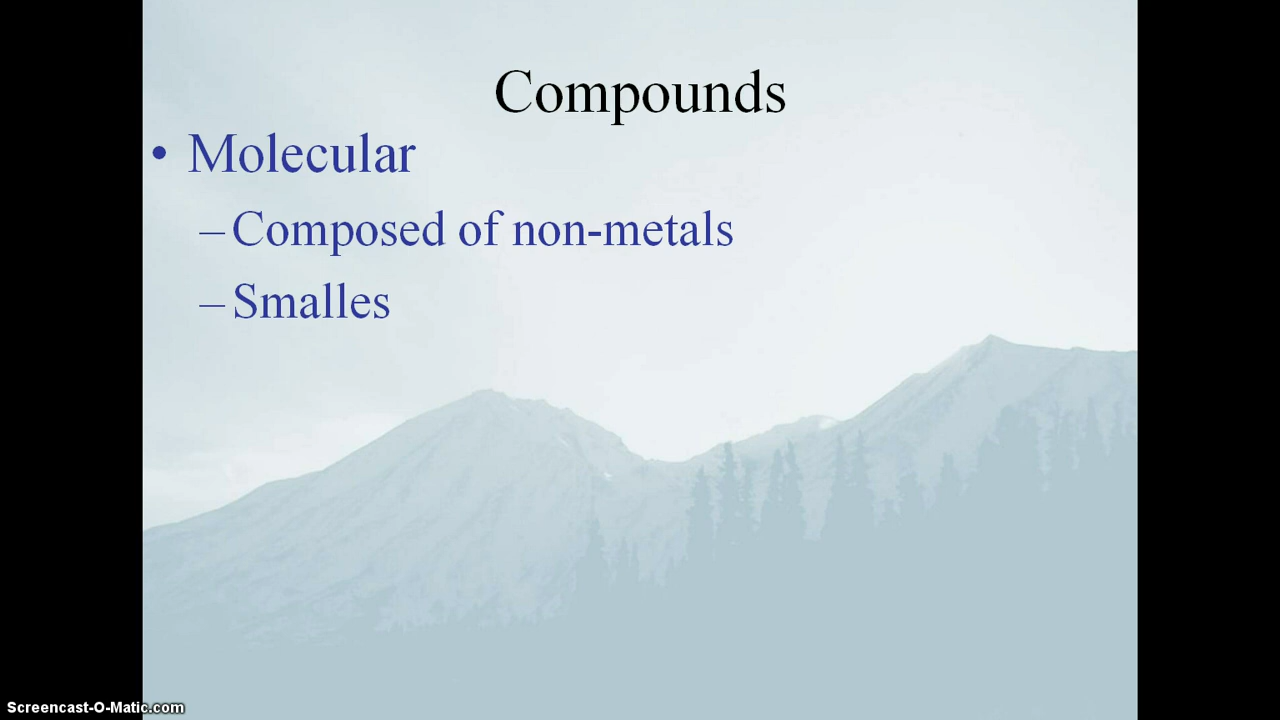 Compounds
• Molecular
– Composed of non-metals
– Smalles
Screencast-O-Matic.com